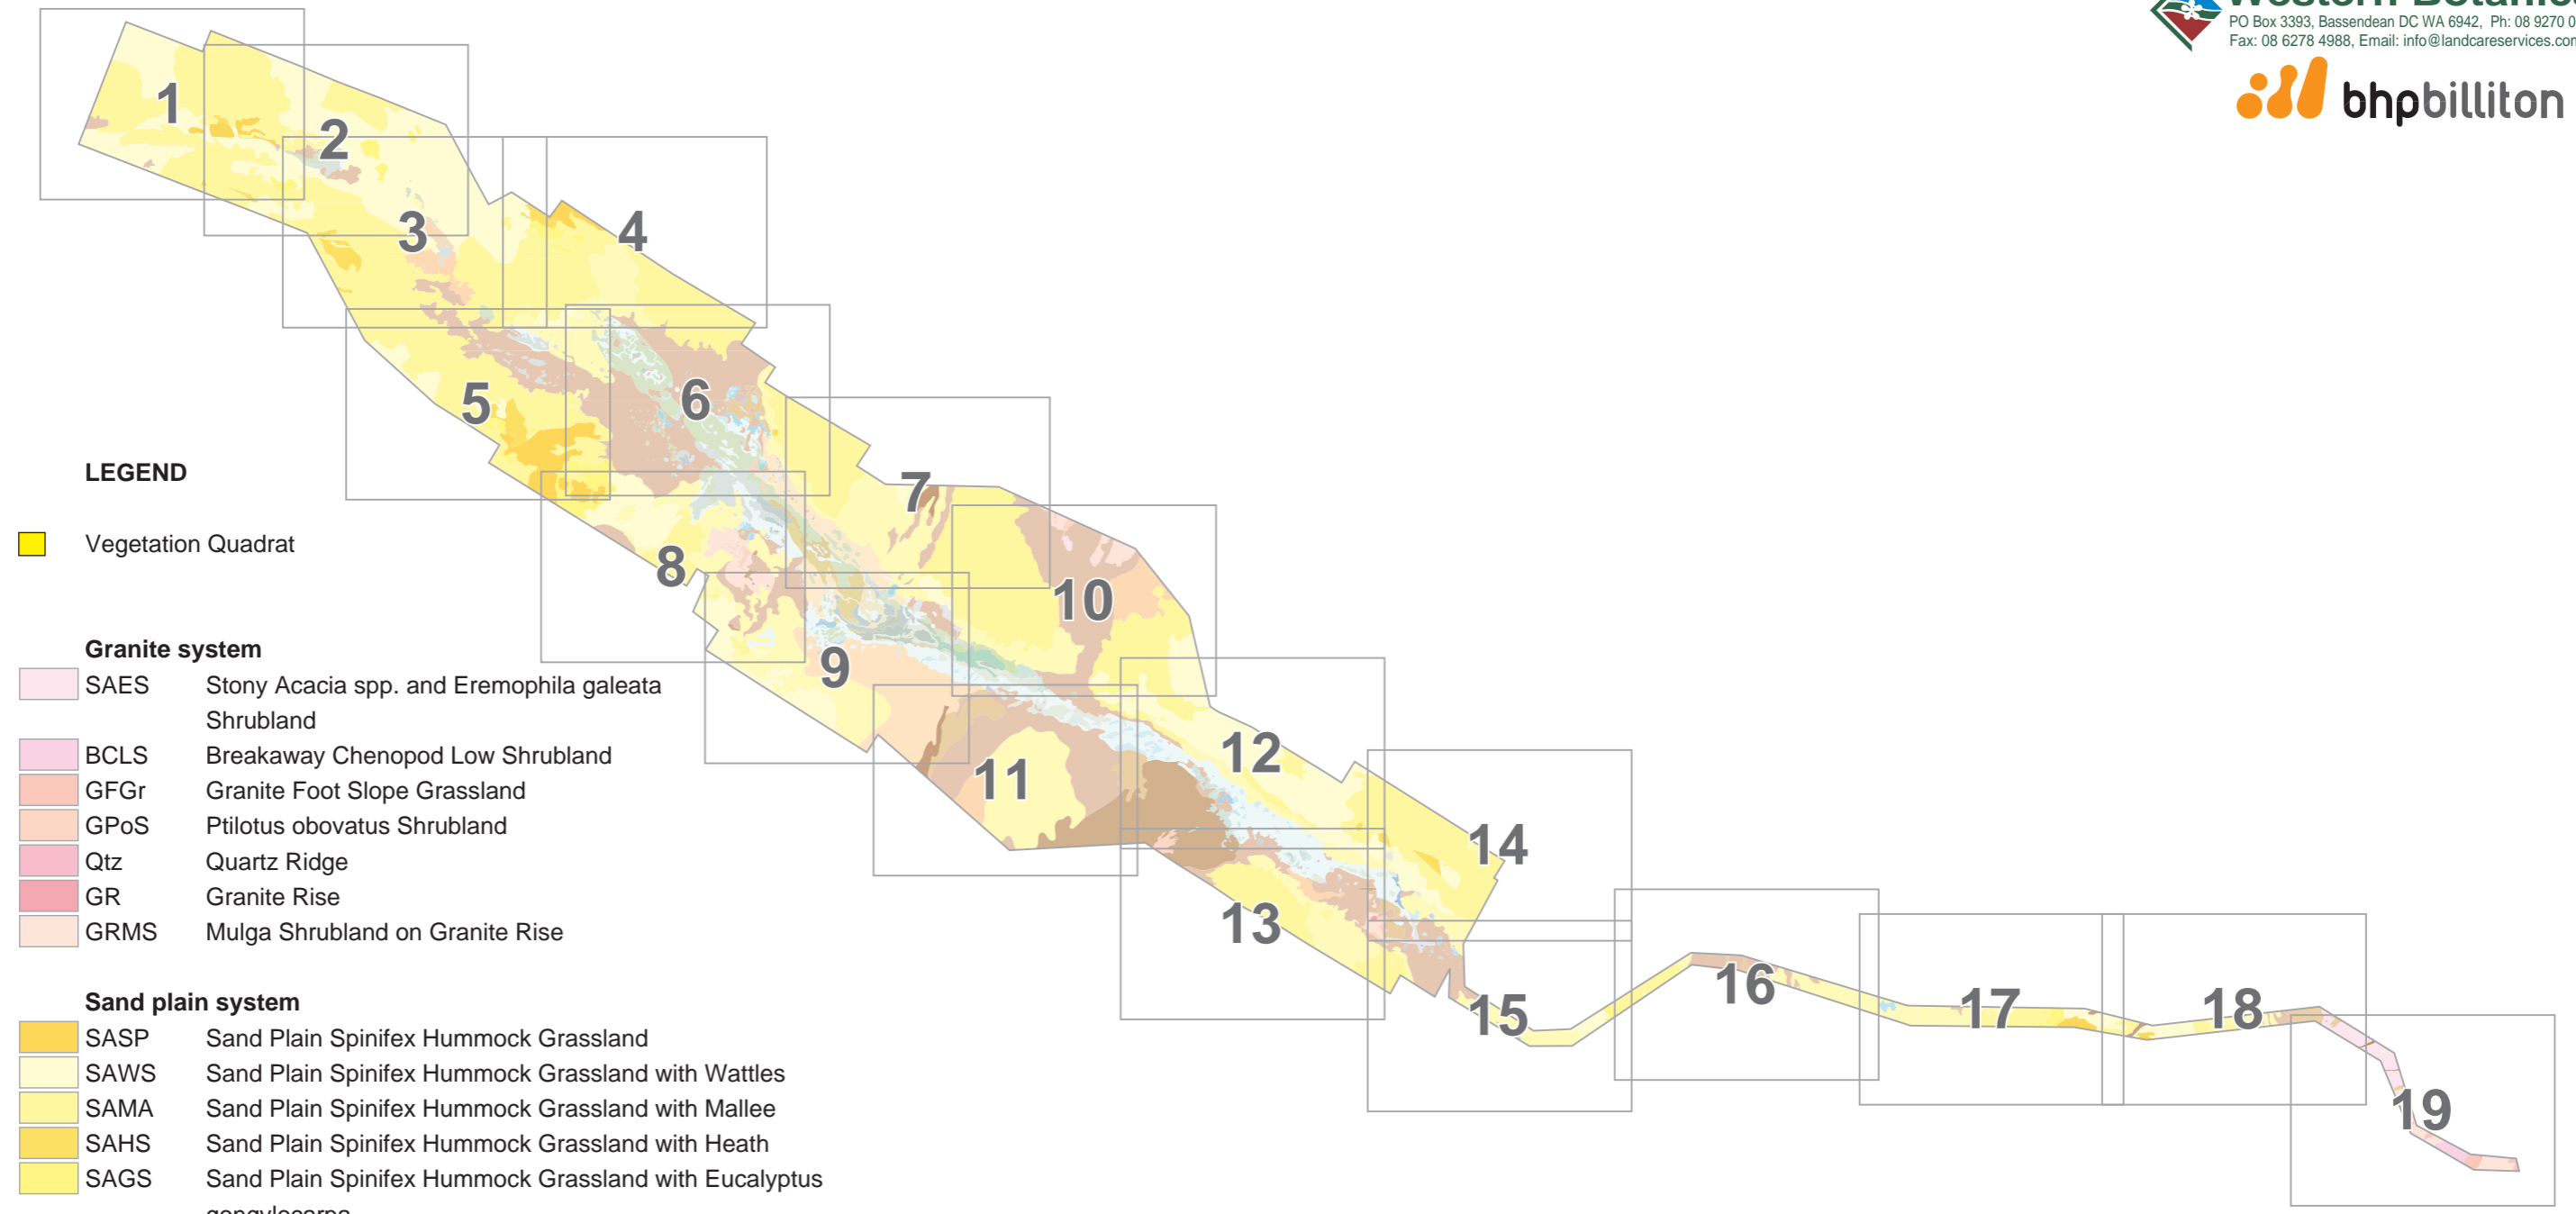 PO Box 3393, Bassendean DC WA 6942, Ph: 08 9270 0
Fax: 08 6278 4988, Email: info@landcareservices.com
bhpbilliton
1
2
3
4
5
6
7
8
9
10
11
12
13
14
15
16
17
18
19
LEGEND
Vegetation Quadrat
Granite system
SAES Stony Acacia spp. and Eremophila galeata
Shrubland
BCLS Breakaway Chenopod Low Shrubland
GFGr Granite Foot Slope Grassland
GPoS Ptilotus obovatus Shrubland
Qtz Quartz Ridge
GR Granite Rise
GRMS Mulga Shrubland on Granite Rise
Sand plain system
SASP Sand Plain Spinifex Hummock Grassland
SAWS Sand Plain Spinifex Hummock Grassland with Wattles
SAMA Sand Plain Spinifex Hummock Grassland with Mallee
SAHS Sand Plain Spinifex Hummock Grassland with Heath
SAGS Sand Plain Spinifex Hummock Grassland with Eucalyptus